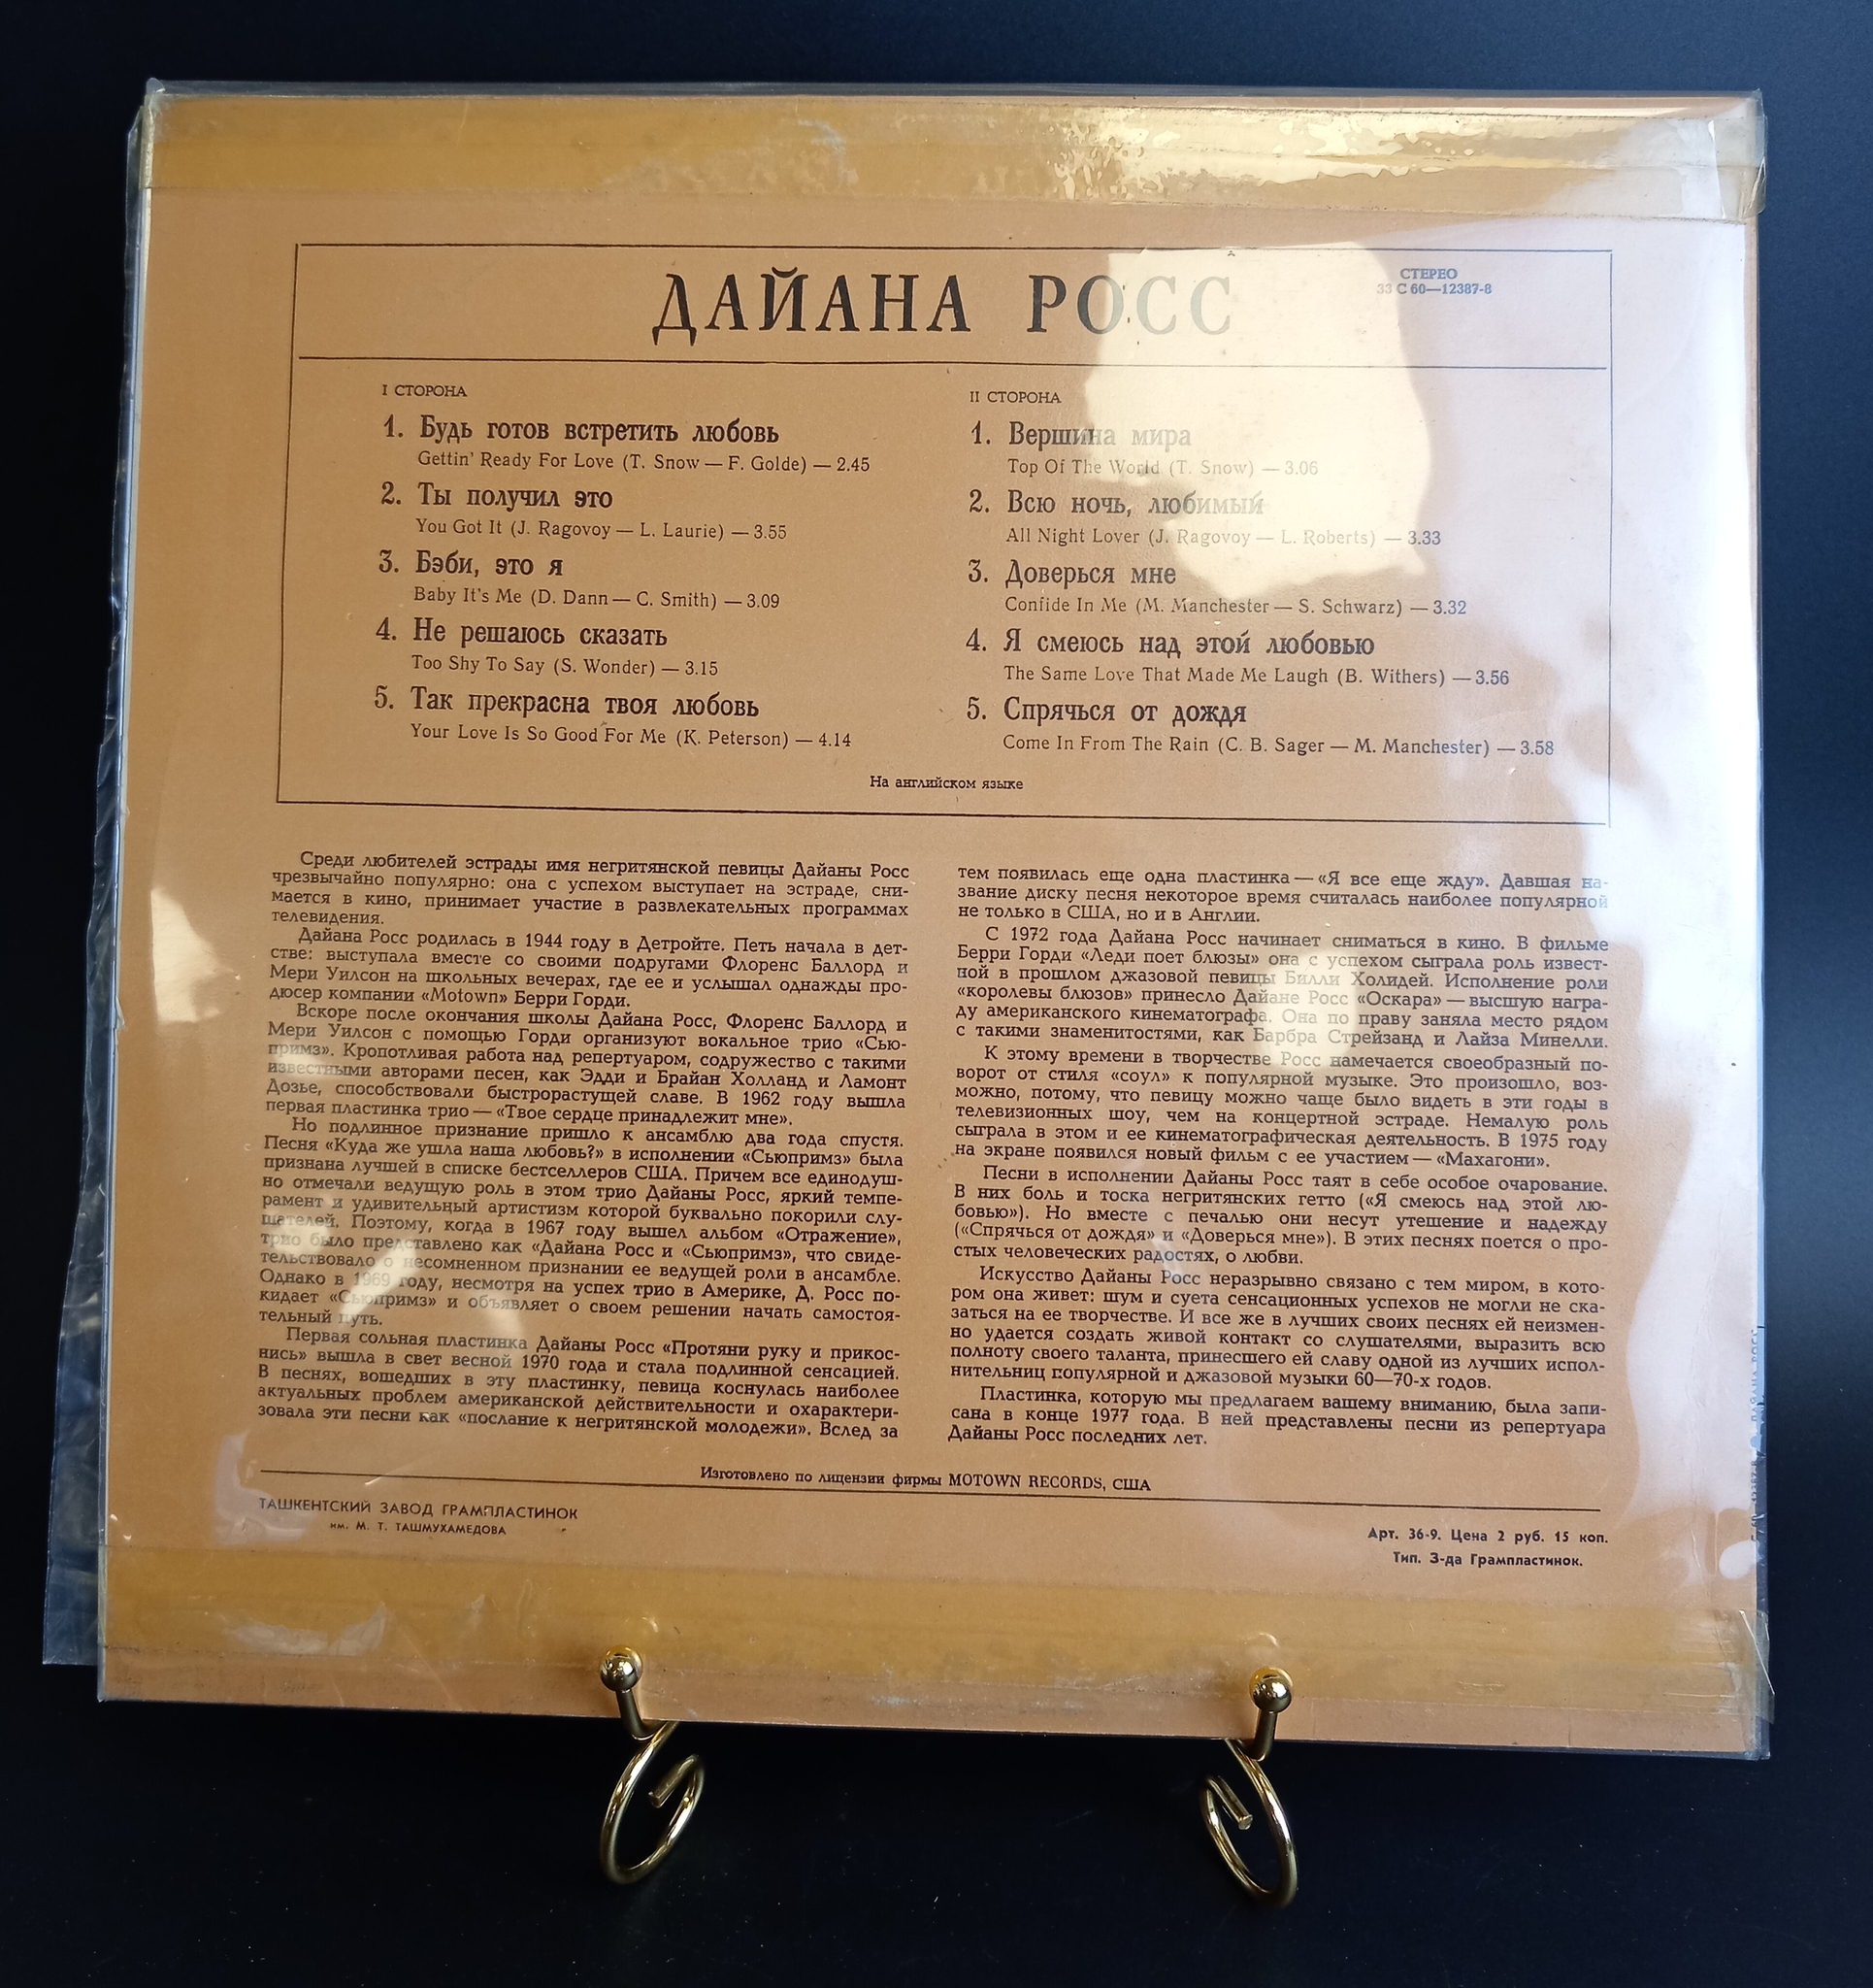 ДАЙАНА РОСС
СТЕРЕО
33 С 60—12387-8
I СТОРОНА
1. Будь готов встретить любовь
Gettin' Ready For Love (T. Snow — F. Golde) — 2.45
2. Ты получил это
You Got It (J. Ragovoy — L. Laurie) — 3.55
3. Бэби, это я
Baby It's Me (D. Dann — C. Smith) — 3.09
4. Не решаюсь сказать
Too Shy To Say (S. Wonder) — 3.15
5. Так прекрасна твоя любовь
Your Love Is So Good For Me (K. Peterson) — 4.14
II СТОРОНА
1. Вершина мира
Top Of The World (T. Snow) — 3.06
2. Всю ночь, любимый
All Night Lover (J. Ragovoy — L. Roberts) — 3.33
3. Доверься мне
Confide In Me (M. Manchester — S. Schwarz) — 3.32
4. Я смеюсь над этой любовью
The Same Love That Made Me Laugh (B. Withers) — 3.56
5. Спрячься от дождя
Come In From The Rain (C. B. Sager — M. Manchester) — 3.58
На английском языке
Среди любителей эстрады имя негритянской певицы Дайаны Росс
чрезвычайно популярно: она с успехом выступает на эстраде, сни-
мается в кино, принимает участие в развлекательных программах
телевидения.
Дайана Росс родилась в 1944 году в Детройте. Петь начала в дет-
стве: выступала вместе со своими подругами Флоренс Баллорд и
Мери Уилсон на школьных вечерах, где ее и услышал однажды про-
дюсер компании «Motown» Берри Горди.
Вскоре после окончания школы Дайана Росс, Флоренс Баллорд и
Мери Уилсон с помощью Горди организуют вокальное трио «Сью-
примз». Кропотливая работа над репертуаром, содружество с такими
известными авторами песен, как Эдди и Брайан Холланд и Ламонт
Дозье, способствовали быстрорастущей славе. В 1962 году вышла
первая пластинка трио — «Твое сердце принадлежит мне».
Но подлинное признание пришло к ансамблю два года спустя.
Песня «Куда же ушла наша любовь?» в исполнении «Сьюпримз» была
признана лучшей в списке бестселлеров США. Причем все единодуш-
но отмечали ведущую роль в этом трио Дайаны Росс, яркий темпе-
рамент и удивительный артистизм которой буквально покорили слу-
шателей. Поэтому, когда в 1967 году вышел альбом «Отражение»,
трио было представлено как «Дайана Росс и «Сьюпримз», что свиде-
тельствовало о несомненном признании ее ведущей роли в ансамбле.
Однако в 1969 году, несмотря на успех трио в Америке, Д. Росс по-
кидает «Сьюпримз» и объявляет о своем решении начать самостоя-
тельный путь.
Первая сольная пластинка Дайаны Росс «Протяни руку и прикос-
нись» вышла в свет весной 1970 года и стала подлинной сенсацией.
В песнях, вошедших в эту пластинку, певица коснулась наиболее
актуальных проблем американской действительности и охарактери-
зовала эти песни как «послание к негритянской молодежи». Вслед за
тем появилась еще одна пластинка — «Я все еще жду». Давшая на-
звание диску песня некоторое время считалась наиболее популярной
не только в США, но и в Англии.
С 1972 года Дайана Росс начинает сниматься в кино. В фильме
Берри Горди «Леди поет блюзы» она с успехом сыграла роль извест-
ной в прошлом джазовой певицы Билли Холидей. Исполнение роли
«королевы блюзов» принесло Дайане Росс «Оскара» — высшую награ-
ду американского кинематографа. Она по праву заняла место рядом
с такими знаменитостями, как Барбра Стрейзанд и Лайза Минелли.
К этому времени в творчестве Росс намечается своеобразный по-
ворот от стиля «соул» к популярной музыке. Это произошло, воз-
можно, потому, что певицу можно чаще было видеть в эти годы в
телевизионных шоу, чем на концертной эстраде. Немалую роль
сыграла в этом и ее кинематографическая деятельность. В 1975 году
на экране появился новый фильм с ее участием — «Махагони».
Песни в исполнении Дайаны Росс таят в себе особое очарование.
В них боль и тоска негритянских гетто («Я смеюсь над этой лю-
бовью»). Но вместе с печалью они несут утешение и надежду
(«Спрячься от дождя» и «Доверься мне»). В этих песнях поется о про-
стых человеческих радостях, о любви.
Искусство Дайаны Росс неразрывно связано с тем миром, в кото-
ром она живет: шум и суета сенсационных успехов не могли не ска-
заться на ее творчестве. И все же в лучших своих песнях ей неизмен-
но удается создать живой контакт со слушателями, выразить всю
полноту своего таланта, принесшего ей славу одной из лучших испол-
нительниц популярной и джазовой музыки 60—70-х годов.
Пластинка, которую мы предлагаем вашему вниманию, была запи-
сана в конце 1977 года. В ней представлены песни из репертуара
Дайаны Росс последних лет.
Изготовлено по лицензии фирмы MOTOWN RECORDS, США
ТАШКЕНТСКИЙ ЗАВОД ГРАМПЛАСТИНОК
им. М. Т. ТАШМУХАМЕДОВА
Арт. 36-9. Цена 2 руб. 15 коп.
Тип. З-да Грампластинок.